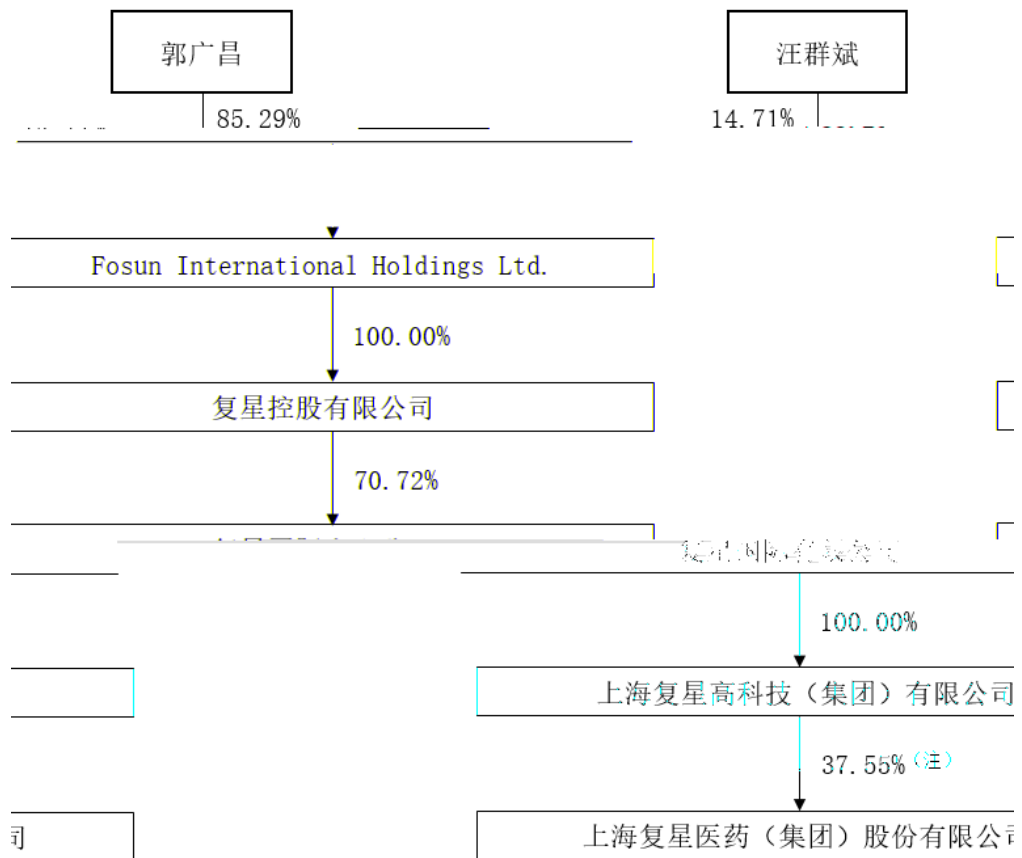 郭广昌
汪群斌
85.29%
14.71%
Fosun International Holdings Ltd.
100.00%
复星控股有限公司
70.72%
100.00%
上海复星高科技（集团）有限公司
37.55%（注）
司
上海复星医药（集团）股份有限公司